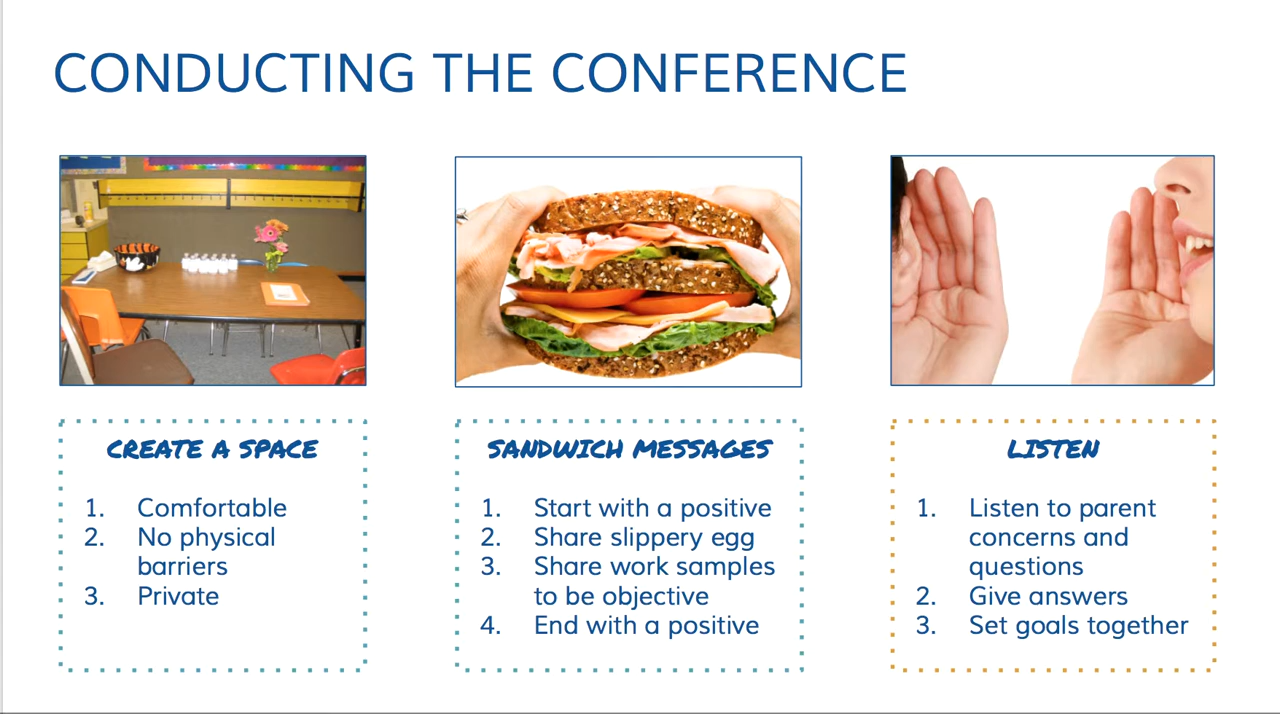 CONDUCTING THE CONFERENCE
CREATE A SPACE
1. Comfortable
2. No physical
barriers
3. Private
SANDWICH MESSAGES
1. Start with a positive
2. Share slippery egg
3. Share work samples
to be objective
4. End with a positive
LISTEN
1. Listen to parent
concerns and
questions
2. Give answers
3. Set goals together